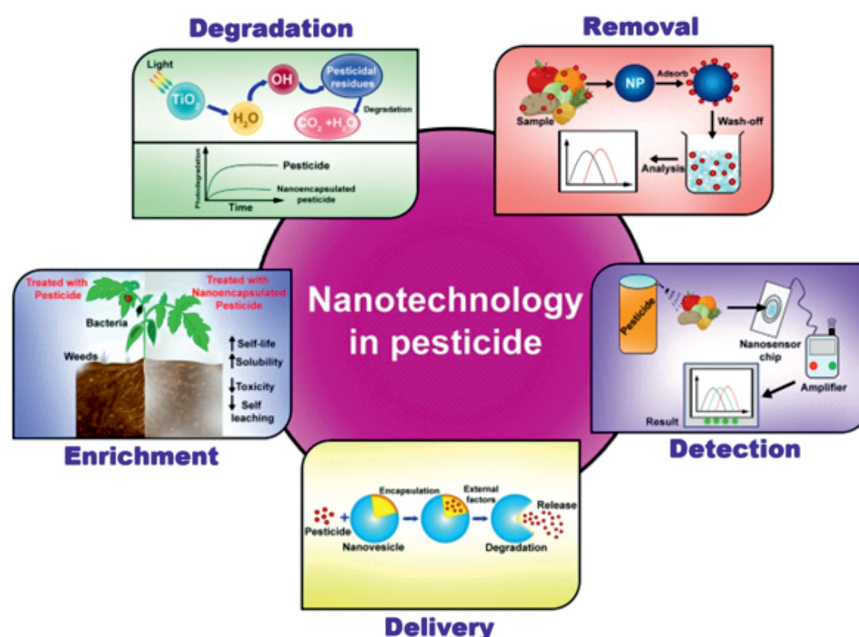 Degradation
Light
TiO2
H2O
OH
Pesticidal
residues
Degradation
CO2 +H2O
Photodegradation
Pesticide
Nanoencapsulated
pesticide
Time
Removal
Sample
NP
Adsorb
Wash-off
Analysis
Nanotechnology
in pesticide
Treated with
Pesticide
Treated with
Nanoencapsulated
Pesticide
Bacteria
Weeds
Self-life
Solubility
Toxicity
Self
leaching
Enrichment
Pesticide
Nanosensor
chip
Amplifier
Result
Detection
Encapsulation
External
factors
Release
Pesticide
+
Nanovesicle
Degradation
Delivery